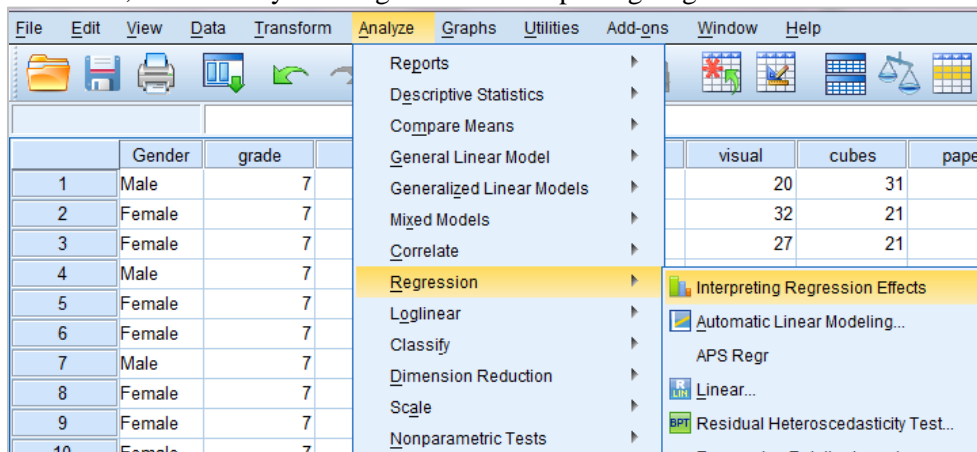 File Edit View Data Transform Analyze Graphs Utilities Add-ons Window Help
Reports
Descriptive Statistics
Compare Means
General Linear Model
Generalized Linear Models
Mixed Models
Correlate
Regression
Loglinear
Classify
Dimension Reduction
Scale
Nonparametric Tests
Interpreting Regression Effects
Automatic Linear Modeling...
APS Regr
Linear...
Residual Heteroscedasticity Test...
Gender grade visual cubes pape
1 Male 7 20 31
2 Female 7 32 21
3 Female 7 27 21
4 Male 7
5 Female 7
6 Female 7
7 Male 7
8 Female 7
9 Female 7
10 Female 7